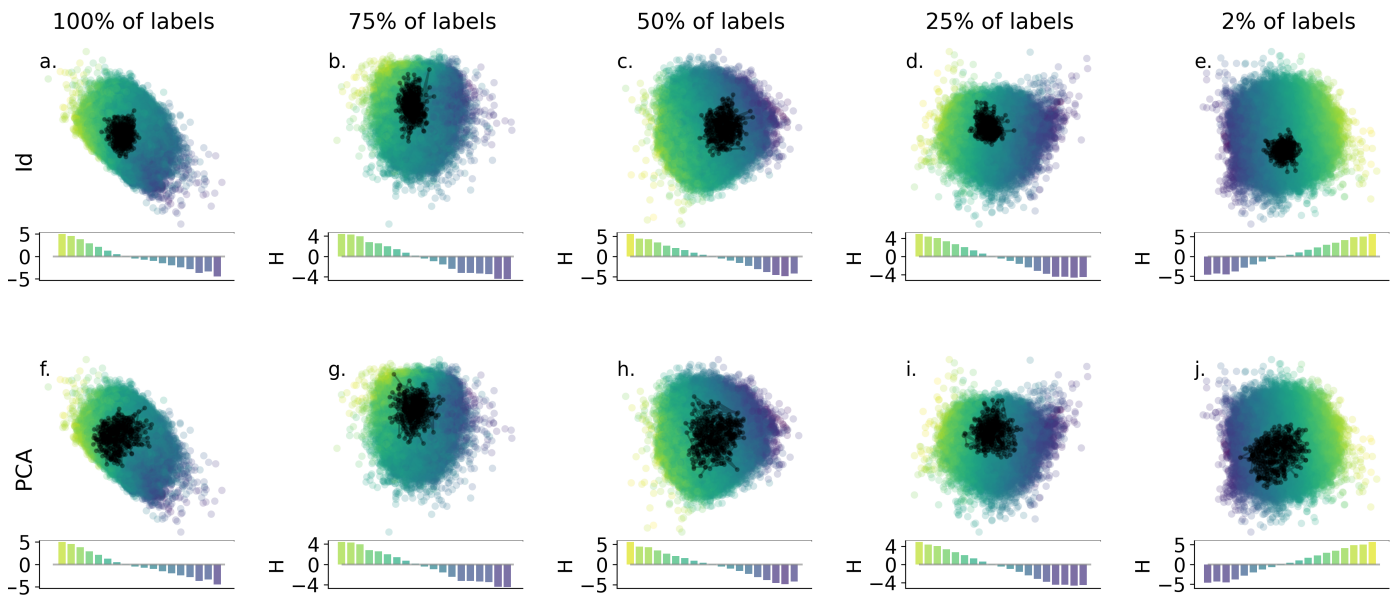 100% of labels 75% of labels 50% of labels 25% of labels 2% of labels
a. b. c. d. e.
Id
5 0 −5
H 4 0 −4
H 5 0 −5
H 4 0 −4
H 5 0 −5
f. g. h. i. j.
PCA
5 0 −5
H 4 0 −4
H 5 0 −5
H 4 0 −4
H 5 0 −5